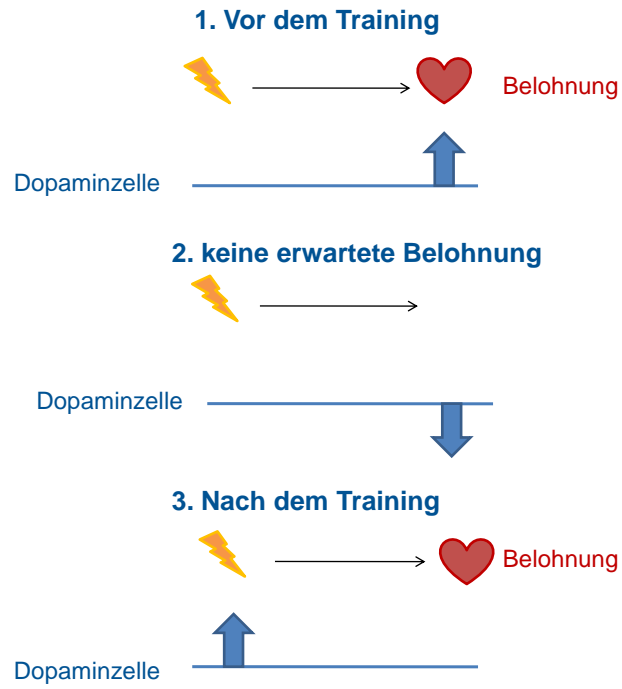 1. Vor dem Training
Belohnung
Dopaminzelle
2. keine erwartete Belohnung
Dopaminzelle
3. Nach dem Training
Belohnung
Dopaminzelle